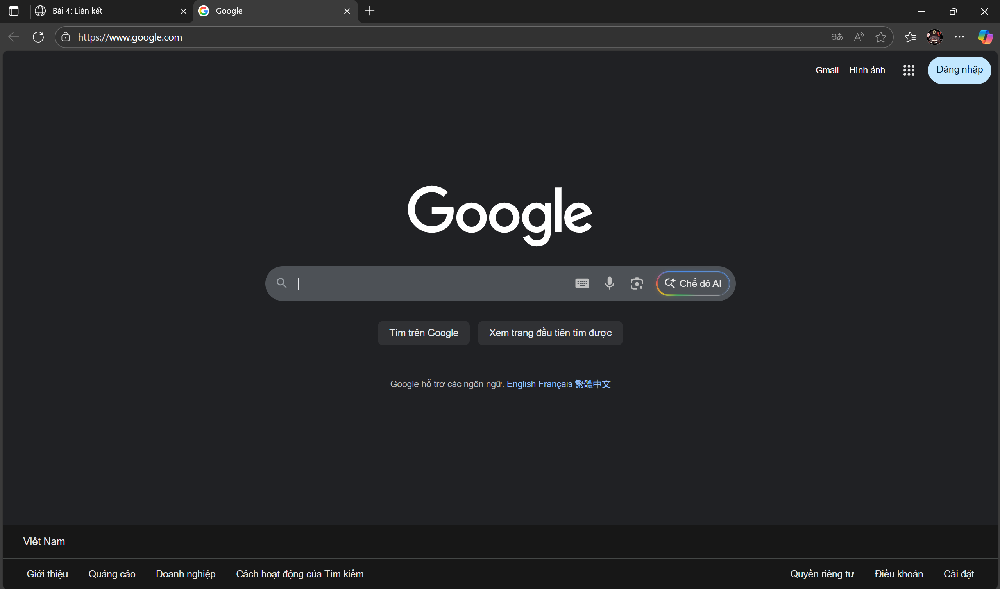 Bài 4: Liên kết
Google
https://www.google.com
Gmail Hình ảnh Đăng nhập
Google
Chế độ AI
Tìm trên Google Xem trang đầu tiên tìm được
Google hỗ trợ các ngôn ngữ: English Français 繁體中文
Việt Nam
Giới thiệu Quảng cáo Doanh nghiệp Cách hoạt động của Tìm kiếm Quyền riêng tư Điều khoản Cài đặt